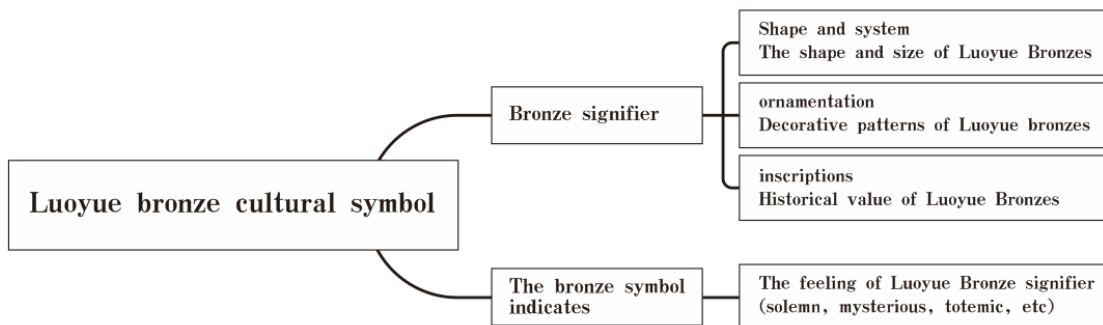 Luoyue bronze cultural symbol
Bronze signifier
Shape and system
The shape and size of Luoyue Bronzes
ornamentation
Decorative patterns of Luoyue bronzes
inscriptions
Historical value of Luoyue Bronzes
The bronze symbol
indicates
The feeling of Luoyue Bronze signifier
(solemn, mysterious, totemic, etc)